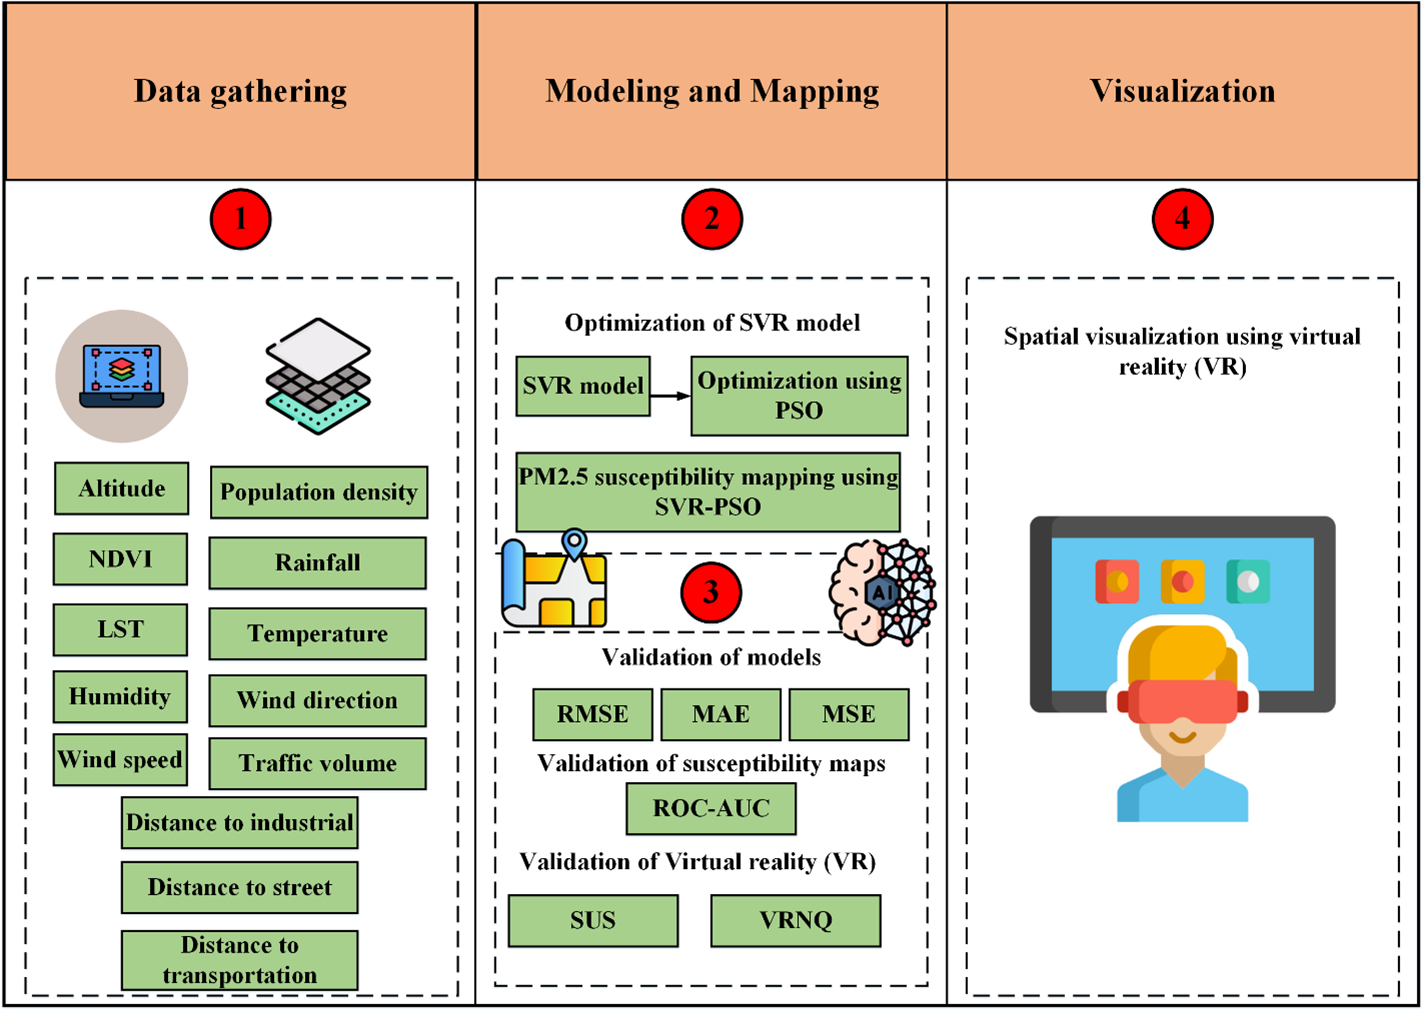 Data gathering
Modeling and Mapping
Visualization
1
2
4
Altitude
Population density
NDVI
Rainfall
LST
Temperature
Humidity
Wind direction
Wind speed
Traffic volume
Distance to industrial
Distance to street
Distance to
transportation
Optimization of SVR model
SVR model
Optimization using
PSO
PM2.5 susceptibility mapping using
SVR-PSO
3
AI
Validation of models
RMSE
MAE
MSE
Validation of susceptibility maps
ROC-AUC
Validation of Virtual reality (VR)
SUS
VRNQ
Spatial visualization using virtual
reality (VR)